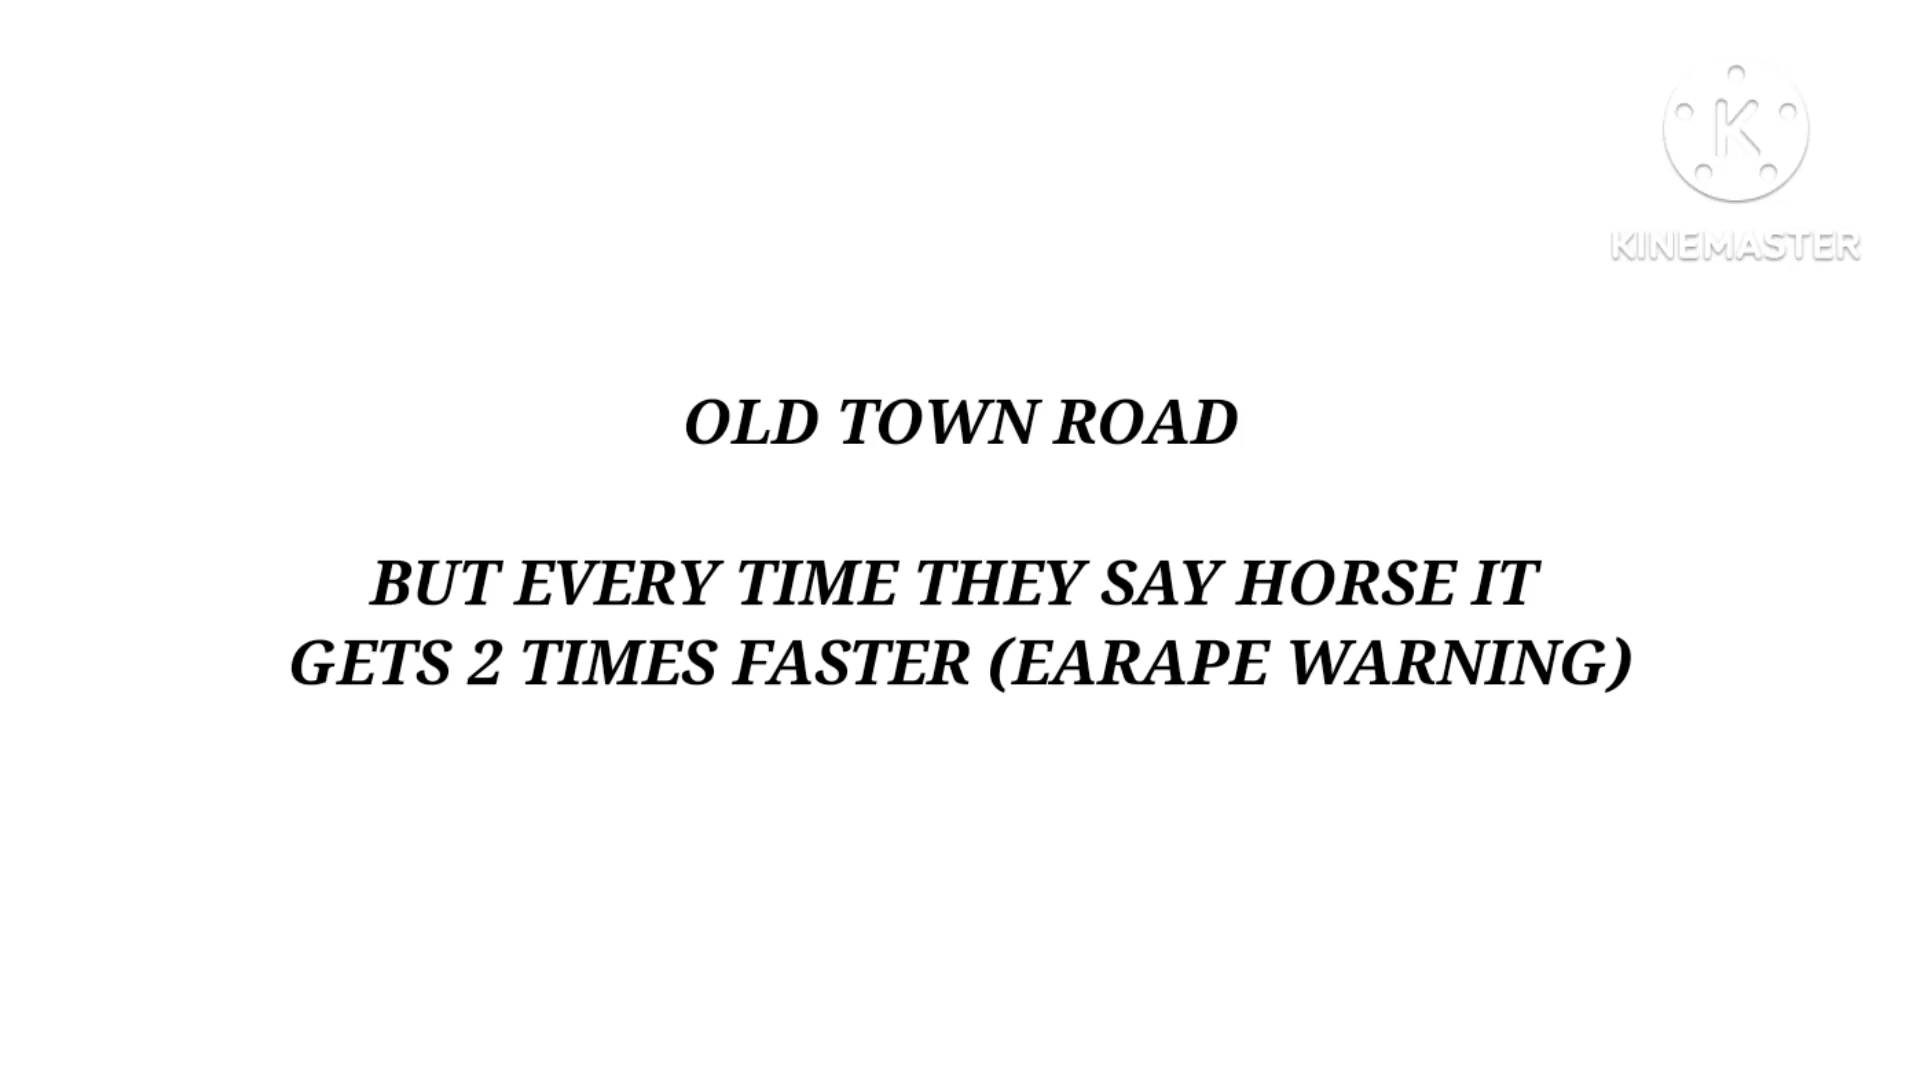 K
KINEMASTER
OLD TOWN ROAD
BUT EVERY TIME THEY SAY HORSE IT
GETS 2 TIMES FASTER (EARAPE WARNING)